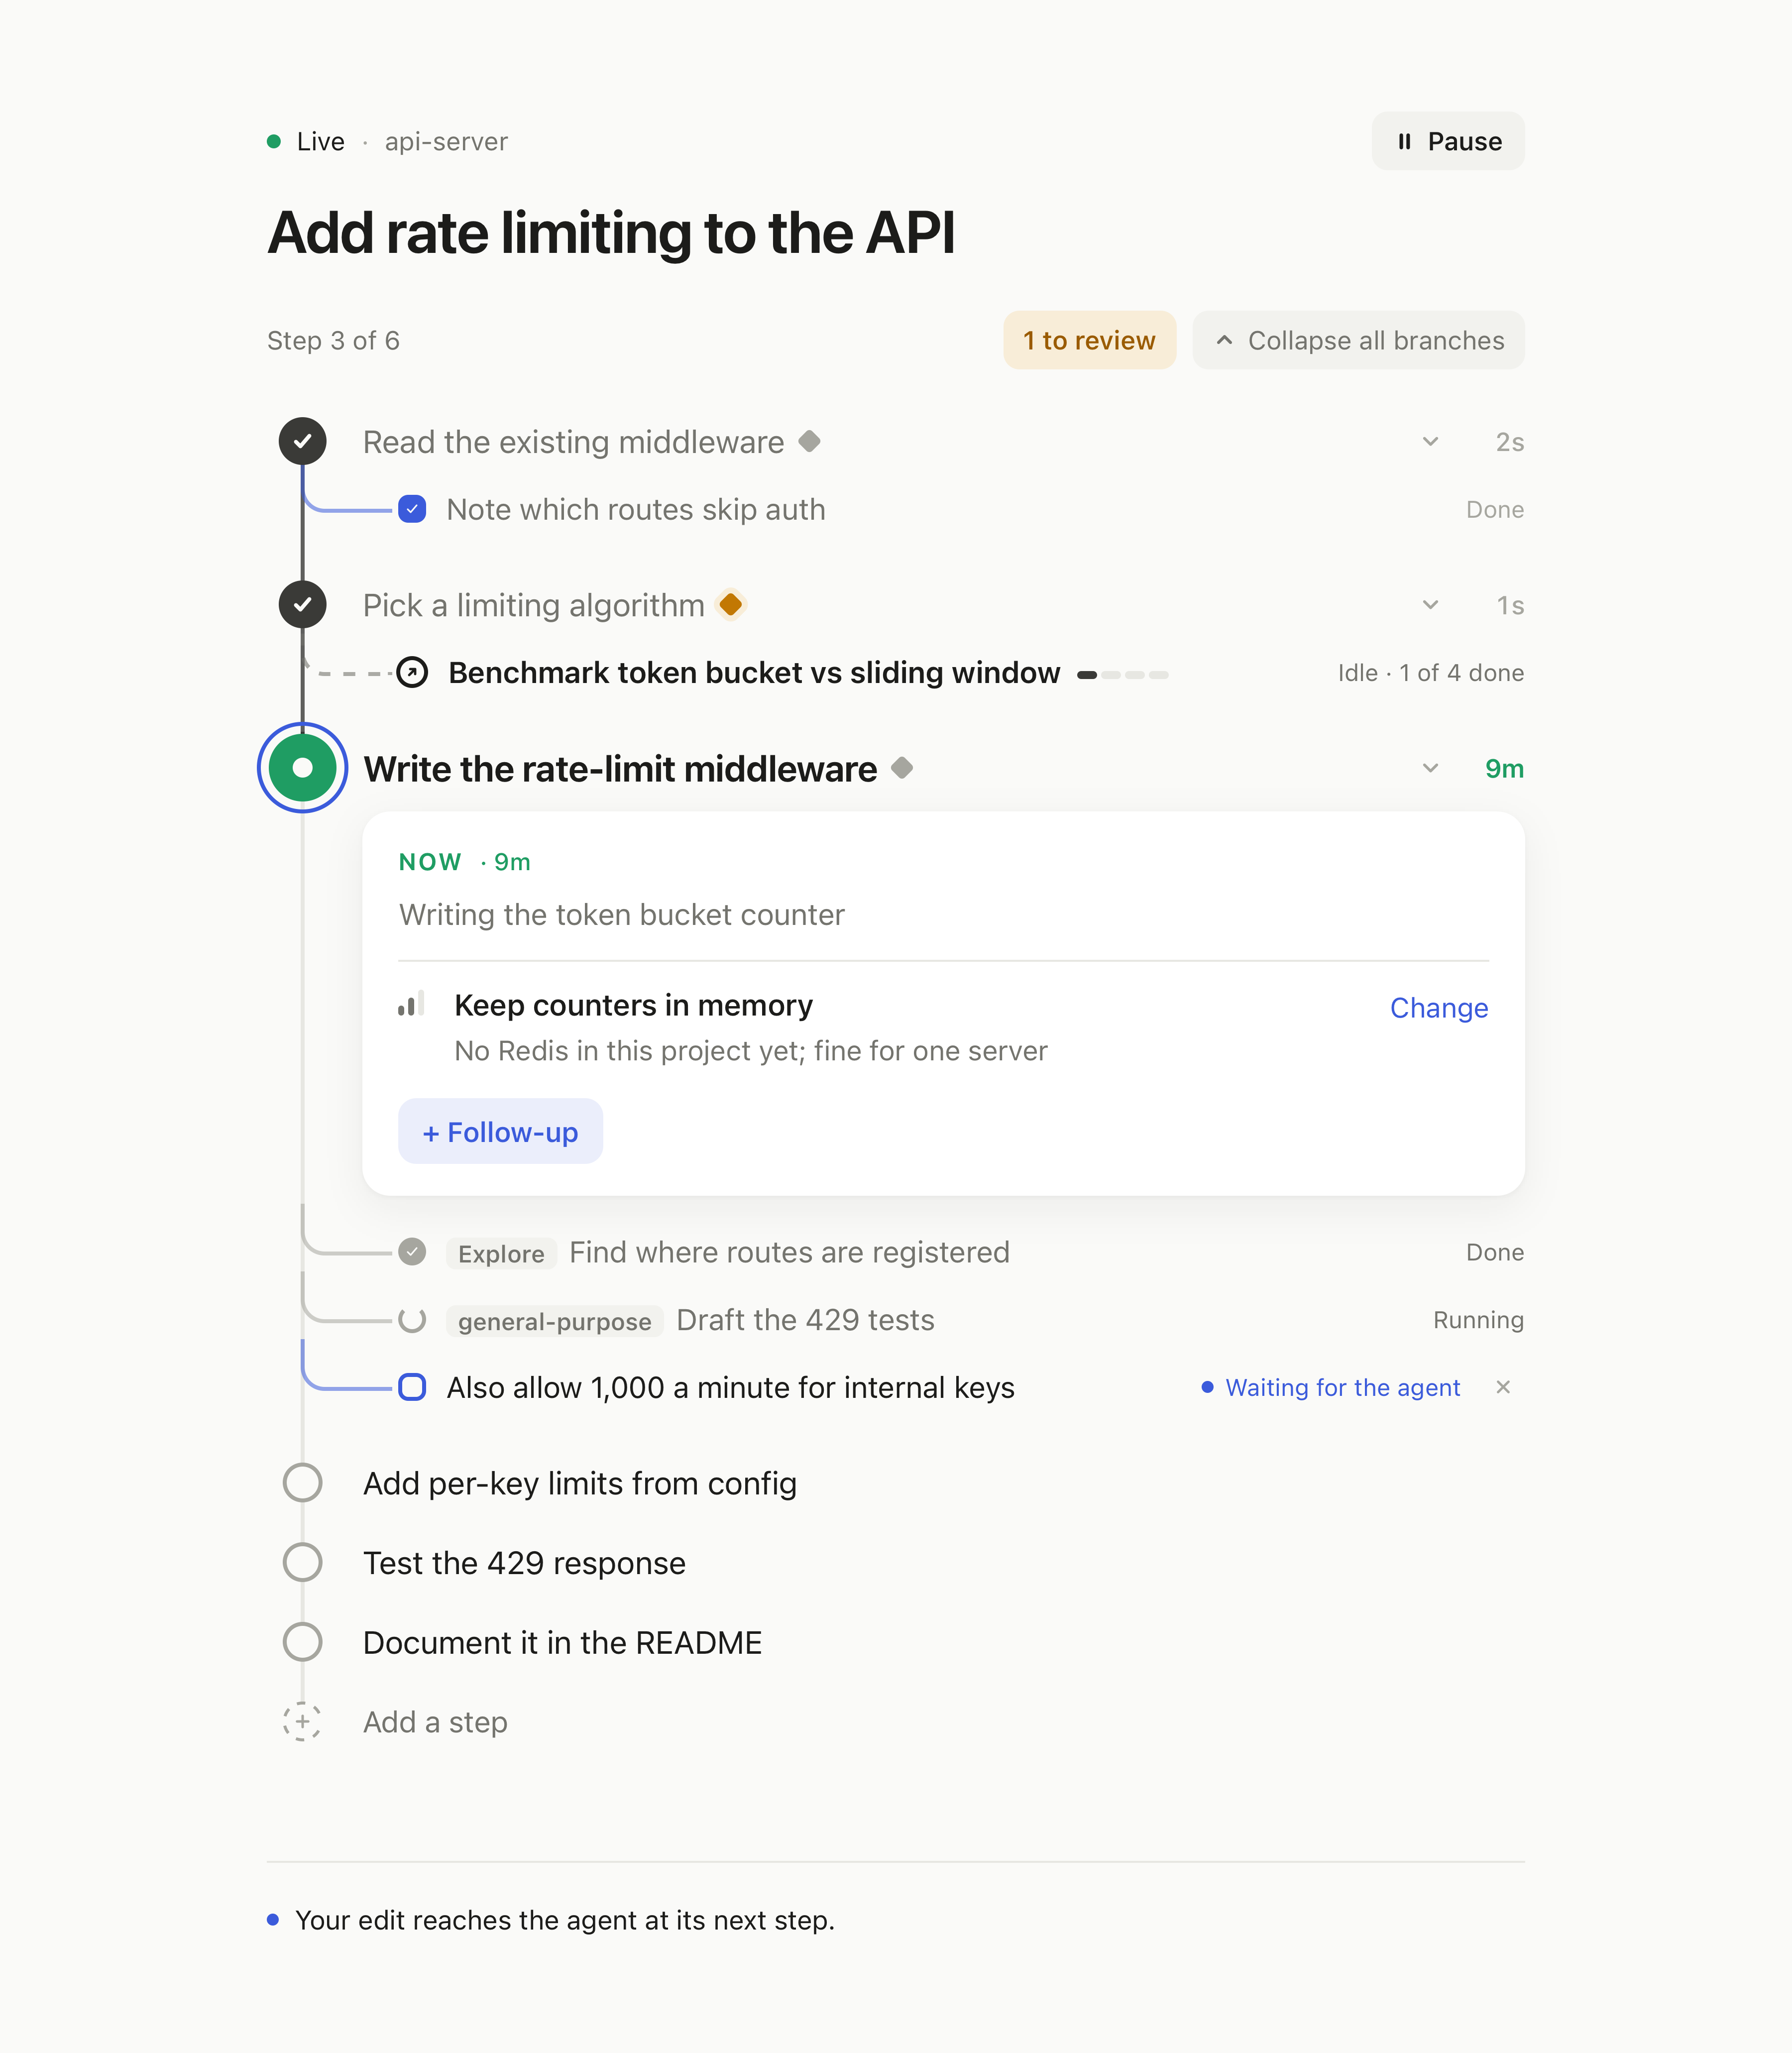 Live · api-server
Pause
Add rate limiting to the API
Step 3 of 6
1 to review
Collapse all branches
Read the existing middleware
2s
Note which routes skip auth
Done
Pick a limiting algorithm
1s
Benchmark token bucket vs sliding window
Idle · 1 of 4 done
Write the rate-limit middleware
9m
NOW · 9m
Writing the token bucket counter
Keep counters in memory
Change
No Redis in this project yet; fine for one server
+ Follow-up
Explore Find where routes are registered
Done
general-purpose Draft the 429 tests
Running
Also allow 1,000 a minute for internal keys
Waiting for the agent
Add per-key limits from config
Test the 429 response
Document it in the README
Add a step
Your edit reaches the agent at its next step.